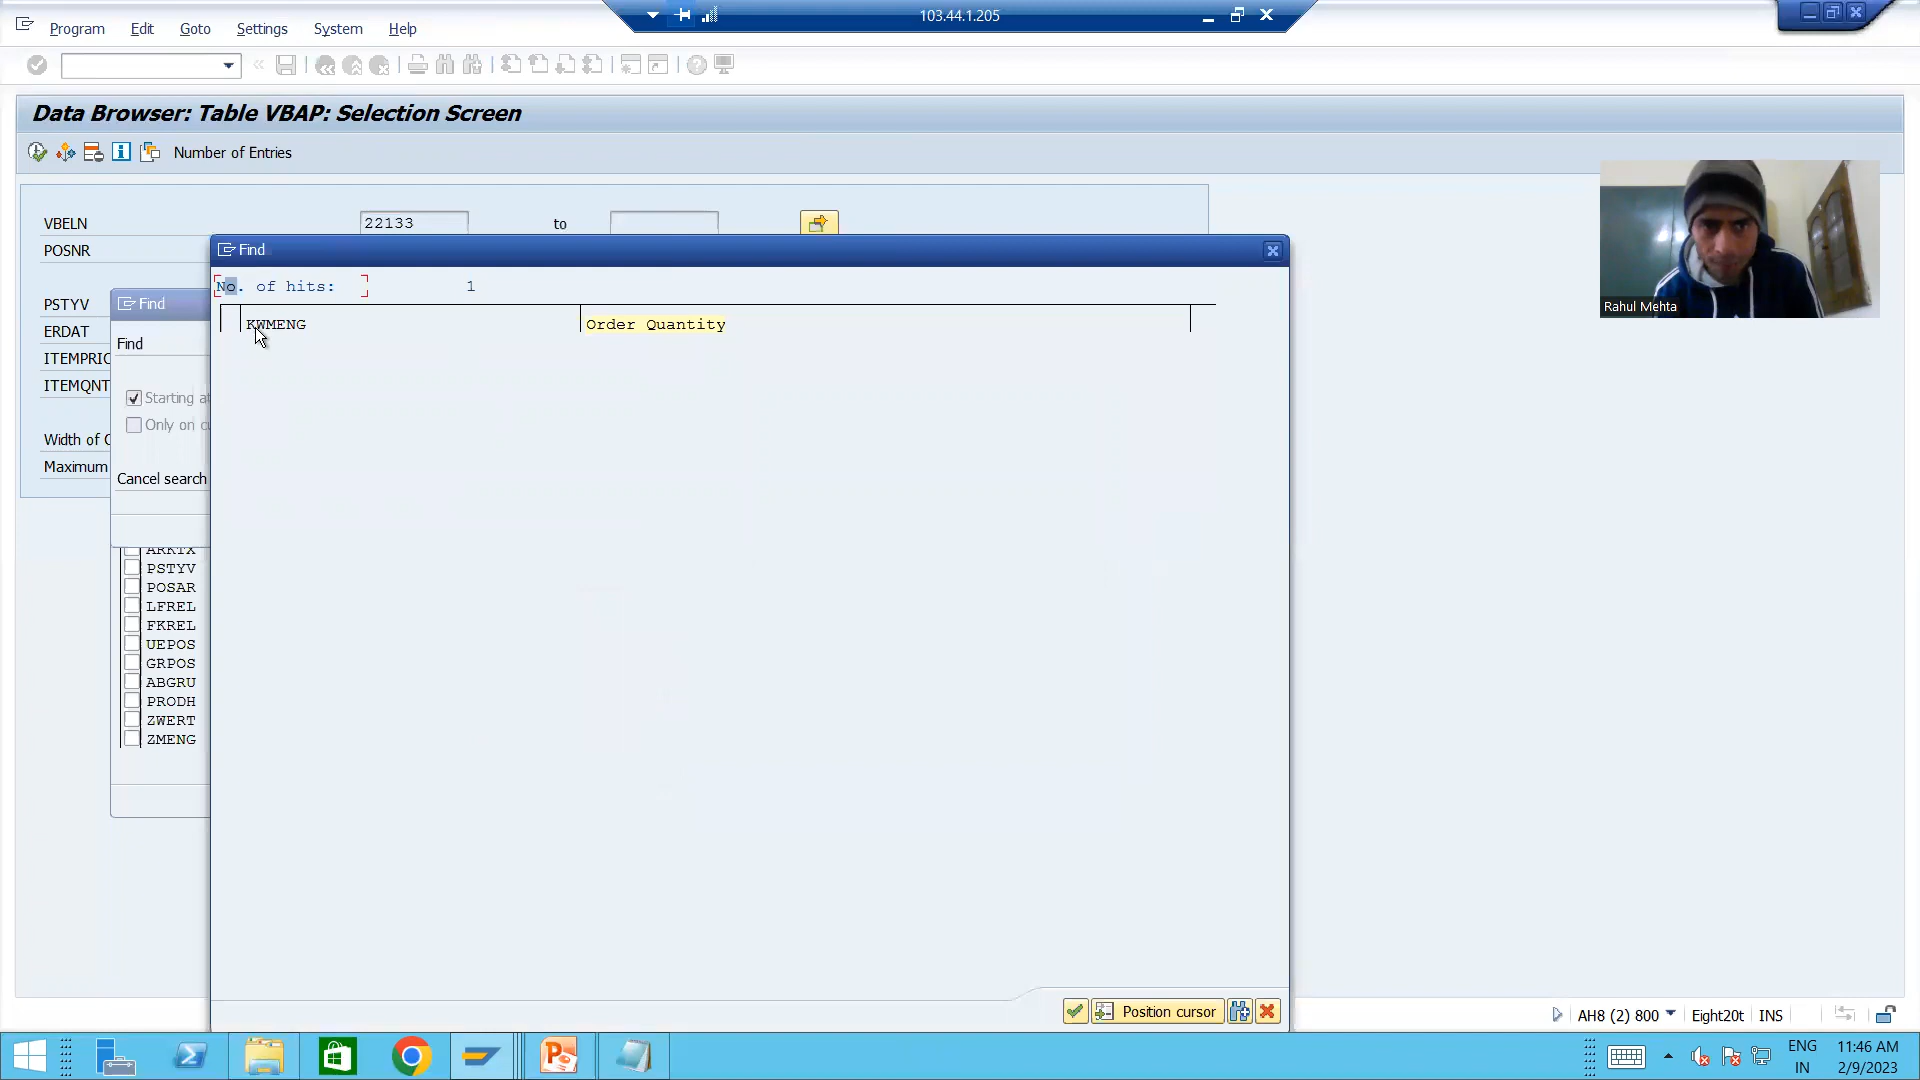 103.44.1.205
Program Edit Goto Settings System Help
Data Browser: Table VBAP: Selection Screen
Number of Entries
VBELN 22133 to
POSNR
PSTYV
ERDAT
ITEMPRIC
ITEMQNT
Width of O
Maximum
Find
Find
Starting at
Only on cu
Cancel search
ARKTX
PSTYV
POSAR
LFREL
FKREL
UEPOS
GRPOS
ABGRU
PRODH
ZWERT
ZMENG
Find
No. of hits: 1
KWMENG Order Quantity
Position cursor
Rahul Mehta
AH8 (2) 800 Eight20t INS
ENG
IN
11:46 AM
2/9/2023